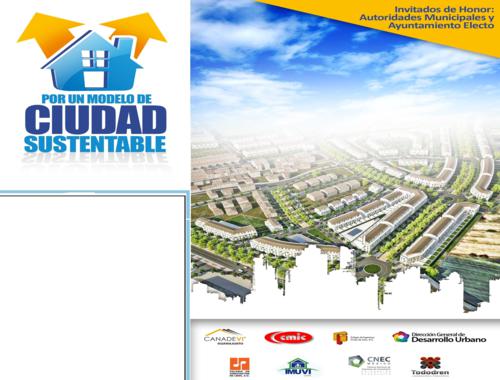 Invitados de Honor:
Autoridades Municipales y
Ayuntamiento Electo
POR UN MODELO DE
CIUDAD
SUSTENTABLE
CANADEVI
cmic
Dirección General de
Desarrollo Urbano
IMUVI
CNEC
MEXICO
Tododren